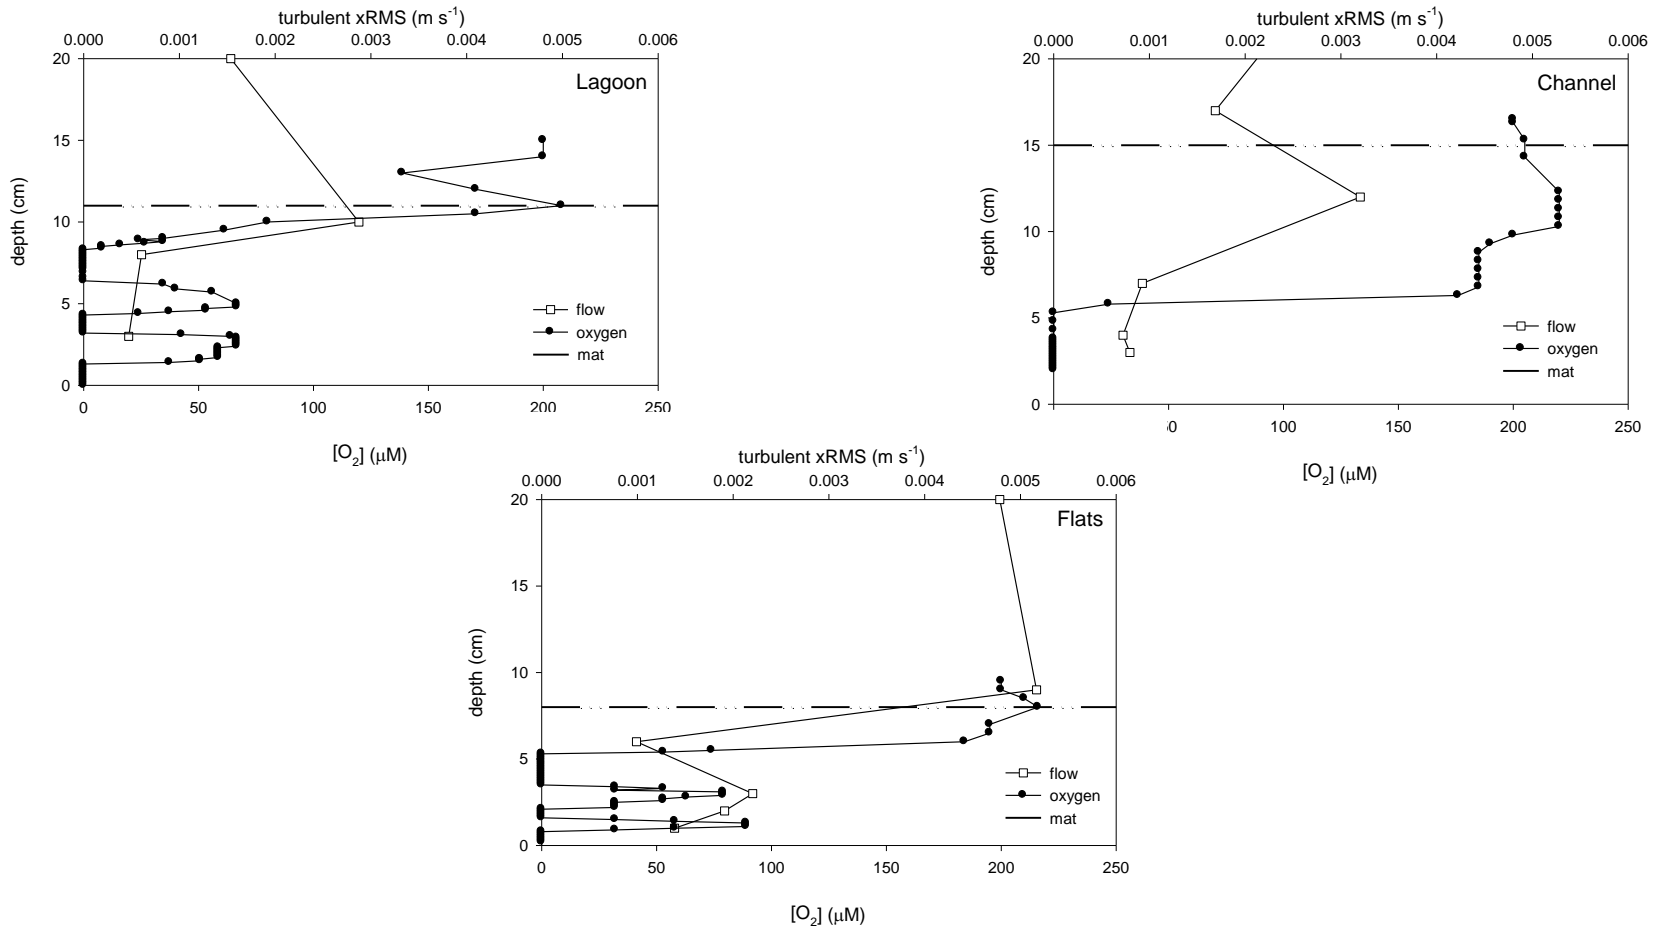 turbulent xRMS (m s-1)
0.000 0.001 0.002 0.003 0.004 0.005 0.006
Lagoon
depth (cm)
20
15
10
5
0
flow
oxygen
mat
0 50 100 150 200 250
[O2] (μM)
turbulent xRMS (m s-1)
0.000 0.001 0.002 0.003 0.004 0.005 0.006
Channel
depth (cm)
20
15
10
5
0
flow
oxygen
mat
0 50 100 150 200 250
[O2] (μM)
turbulent xRMS (m s-1)
0.000 0.001 0.002 0.003 0.004 0.005 0.006
Flats
depth (cm)
20
15
10
5
0
flow
oxygen
mat
0 50 100 150 200 250
[O2] (μM)